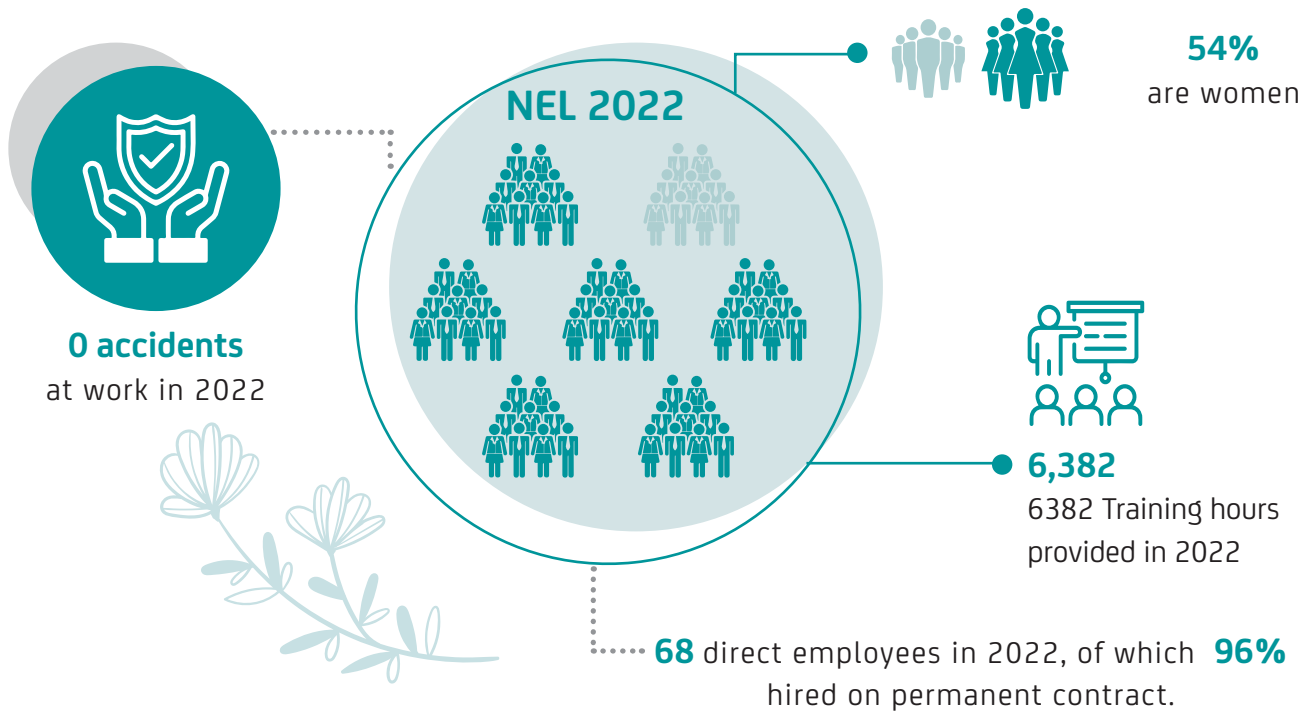 NEL 2022
54%
are women
0 accidents
at work in 2022
6,382
6382 Training hours
provided in 2022
68 direct employees in 2022, of which 96%
hired on permanent contract.